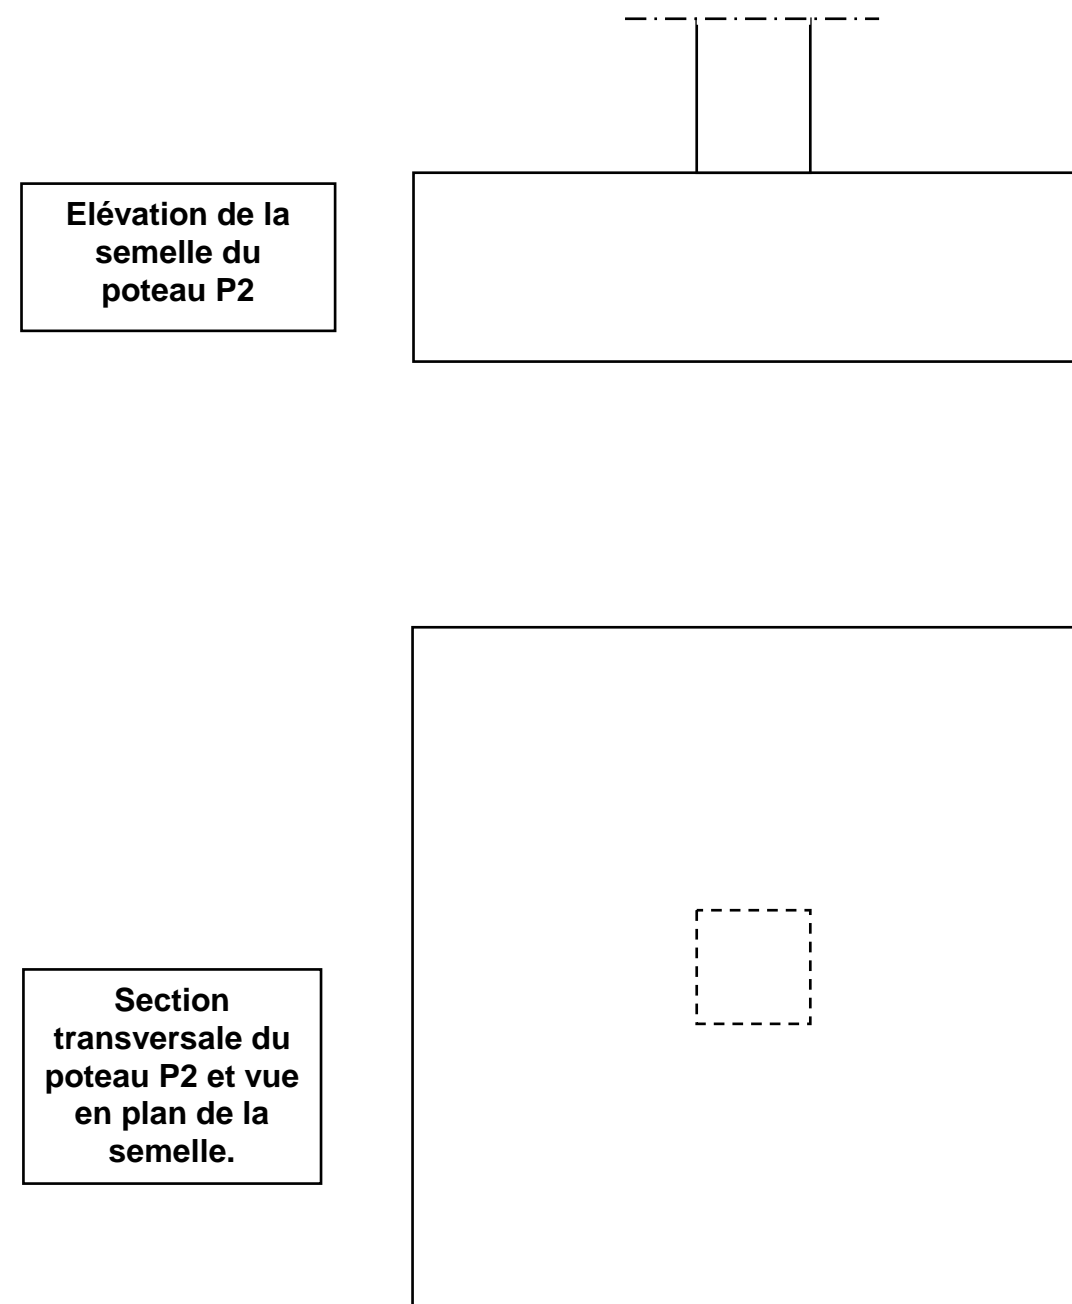 Elévation de la
semelle du
poteau P2
Section
transversale du
poteau P2 et vue
en plan de la
semelle.